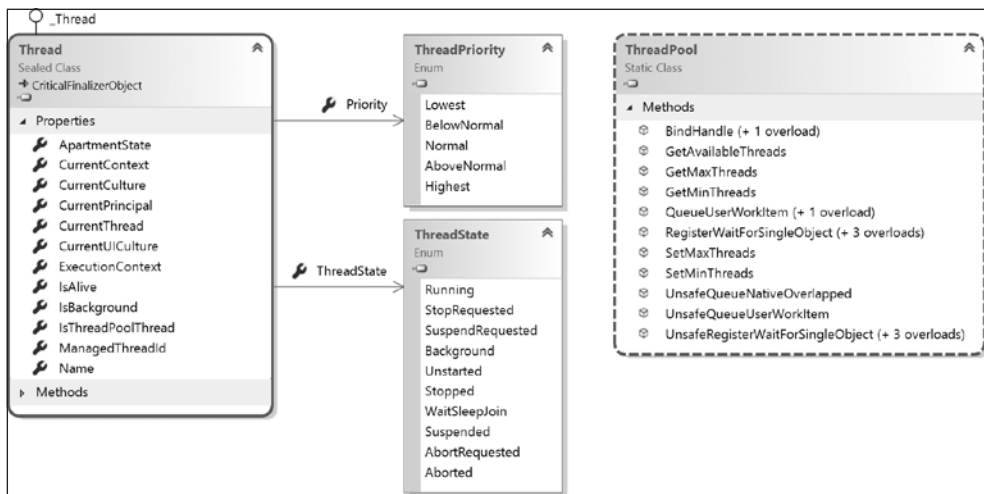 _Thread
Thread
Sealed Class
CriticalFinalizerObject
Properties
ApartmentState
CurrentContext
CurrentCulture
CurrentPrincipal
CurrentThread
CurrentUICulture
ExecutionContext
IsAlive
IsBackground
IsThreadPoolThread
ManagedThreadId
Name
Methods
Priority
ThreadState
ThreadPriority
Enum
Lowest
BelowNormal
Normal
AboveNormal
Highest
ThreadState
Enum
Running
StopRequested
SuspendRequested
Background
Unstarted
Stopped
WaitSleepJoin
Suspended
AbortRequested
Aborted
ThreadPool
Static Class
Methods
BindHandle (+ 1 overload)
GetAvailableThreads
GetMaxThreads
GetMinThreads
QueueUserWorkItem (+ 1 overload)
RegisterWaitForSingleObject (+ 3 overloads)
SetMaxThreads
SetMinThreads
UnsafeQueueNativeOverlapped
UnsafeQueueUserWorkItem
UnsafeRegisterWaitForSingleObject (+ 3 overloads)